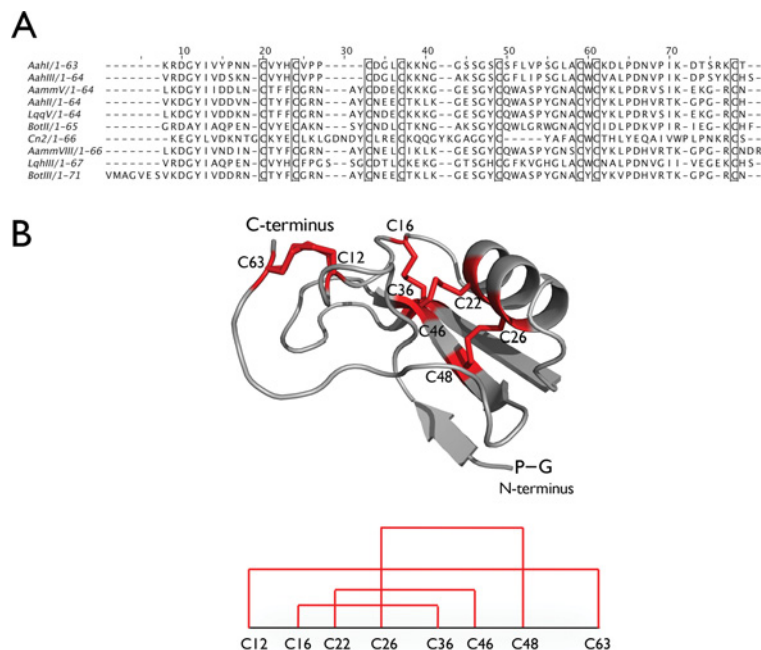 A
10 20 30 40 50 60 70
AahI/1–63 -------KRDGYIVYPNN-CVYHCVPP-----CDGLCKKNG--GSSGSCSFLVPSGLACWCKDLPDNVPIK-DTSRKCT--
AahIII/1–64 -------VRDGYIVDSKN-CVYHCVPP-----CDGLCKKNG--AKSGSCGFLIPSGLACWCVALPDNVPIK-DPSYKCHS-
AammV/1–64 -------LKDGYIIDDLN-CTFFCGRN---AYCDDECKKKG--GESGYCQWASPYGNACWCYKLPDRVSIK-EKG-RCN--
AahII/1–64 -------VKDGYIVDDVN-CTYFCGRN---AYCNEECTKLK--GESGYCQWASPYGNACYCYKLPDHVRTK-GPG-RCH--
LqqV/1–64 -------LKDGYIVDDKN-CTFFCGRN---AYCNDECKKKG--GESGYCQWASPYGNACWCYKLPDRVSIK-EKG-RCN--
BotII/1–65 -------GRDAYIAQPEN-CVYECAKN---SYCNDLCTKNG--AKSGYCQWLGRWGNACWCIDLPDKVPIR-IEG-KCHF-
Cn2/1–66 --------KEGYLVDKNTGCKYECLKLGDNDYCLRECKQQGYKGAGGYC-----YAFACWCTHLYEQAIVWPLPNKRCS--
AammVIII/1–66 -------LKDGYIVNDIN-CTYFCGRN---AYCNELCIKLK--GESGYCQWASPYGNSCYCYKLPDHVRTK-GPG-RCNDR
LqhIII/1–67 -------VRDGYIAQPEN-CVYHCFPGS--SGCDTLCKEKG--GTSGHCGFKVGHGLACWCNALPDNVGIIVEGEKCHS-
BotIII/1–71 VMAGVESVKDGYIVDDRN-CTYFCGRN---AYCNEECTKLK--GESGYCQWASPYGNACYCYKVPDHVRTK-GPG-RCN--
B
C-terminus
C16
C63
C12
C36
C22
C46
C26
C48
P–G
N-terminus
C12 C16 C22 C26 C36 C46 C48 C63